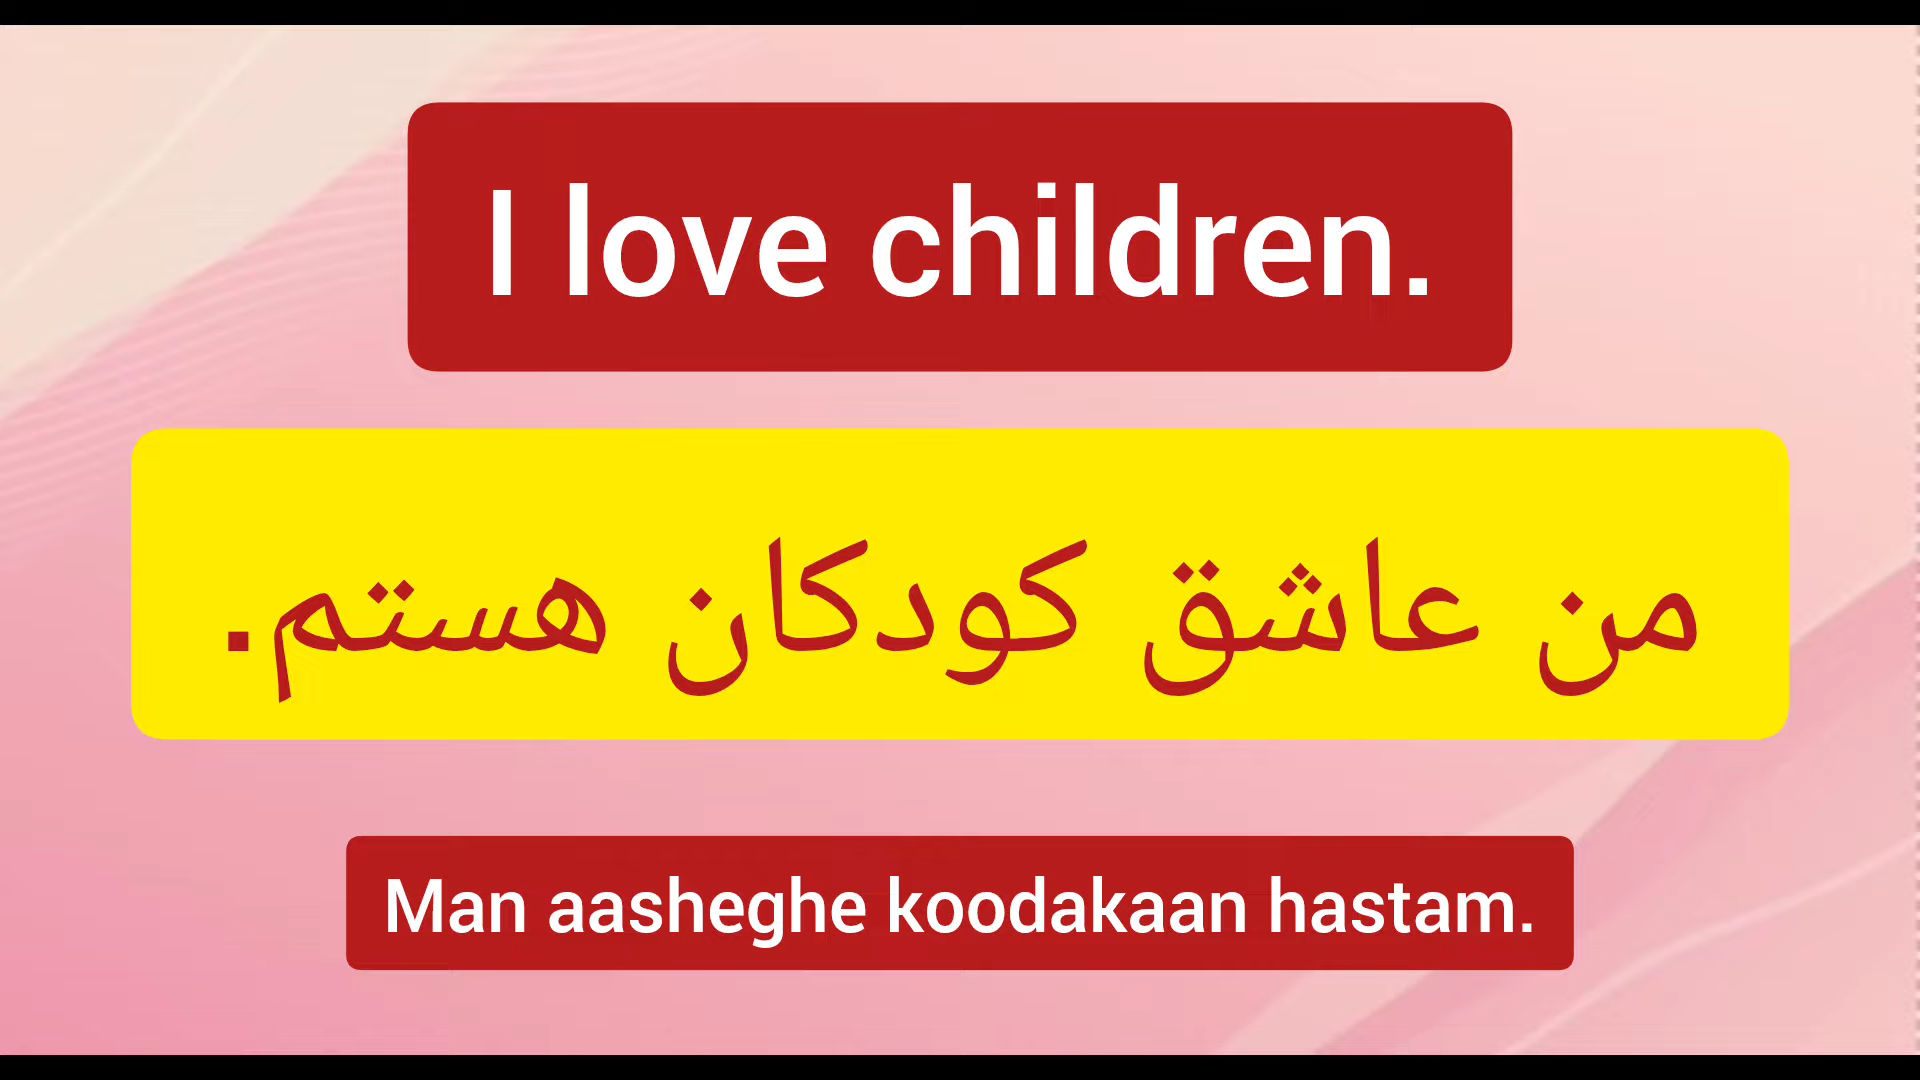 I love children.
من عاشق کودکان هستم.
Man aasheghe koodakaan hastam.